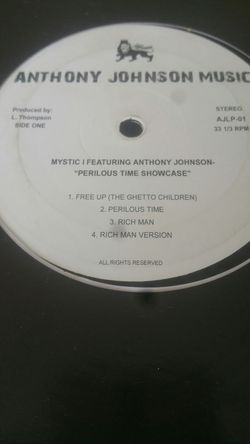 ANTHONY JOHNSON MUSIC
Produced by:
L. Thompson
SIDE ONE
STEREO
AJLP-01
33 1/3 RPM
MYSTIC I FEATURING ANTHONY JOHNSON-
"PERILOUS TIME SHOWCASE"
1. FREE UP (THE GHETTO CHILDREN)
2. PERILOUS TIME
3. RICH MAN
4. RICH MAN VERSION
ALL RIGHTS RESERVED